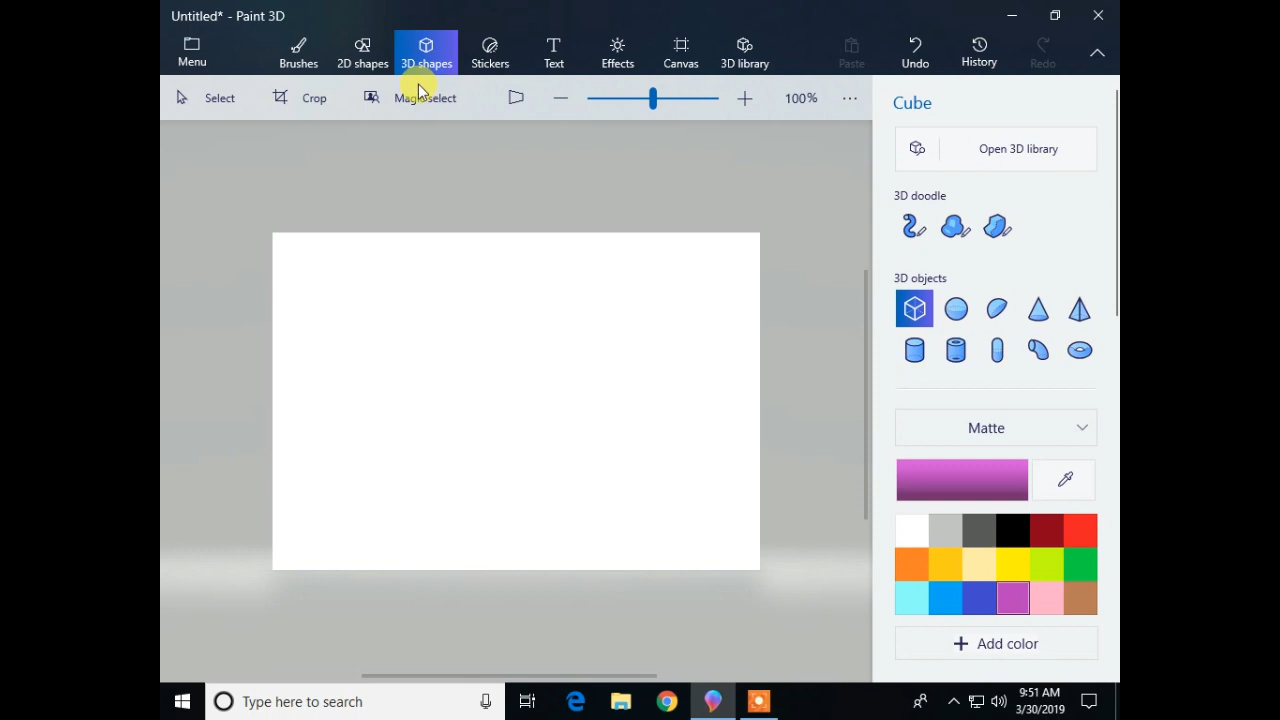 Untitled* - Paint 3D
Menu
Brushes
2D shapes
3D shapes
Stickers
Text
Effects
Canvas
3D library
Paste
Undo
History
Redo
Select
Crop
Magic select
100%
Cube
Open 3D library
3D doodle
3D objects
Matte
Add color
Type here to search
9:51 AM
3/30/2019